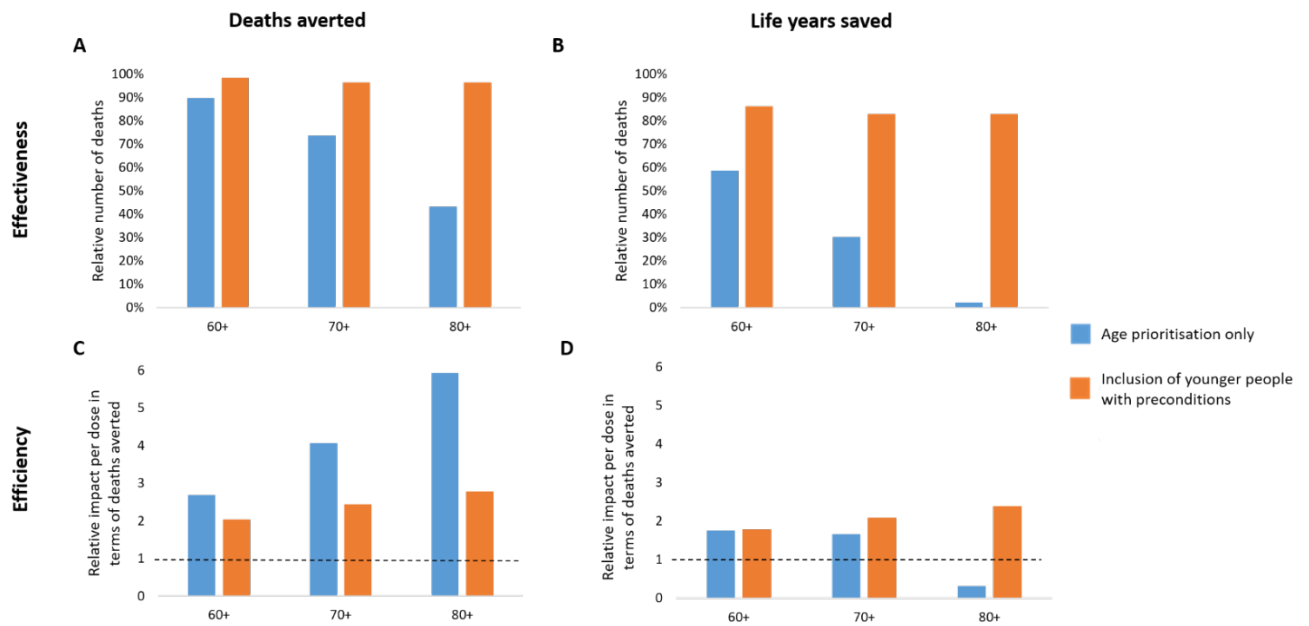 Deaths averted
Life years saved
Effectiveness
A
Relative number of deaths
100%
90%
80%
70%
60%
50%
40%
30%
20%
10%
0%
60+
70+
80+
B
Relative number of deaths
100%
90%
80%
70%
60%
50%
40%
30%
20%
10%
0%
60+
70+
80+
Efficiency
C
Relative impact per dose in
terms of deaths averted
6
5
4
3
2
1
0
60+
70+
80+
D
Relative impact per dose in
terms of deaths averted
6
5
4
3
2
1
0
60+
70+
80+
Age prioritisation only
Inclusion of younger people
with preconditions